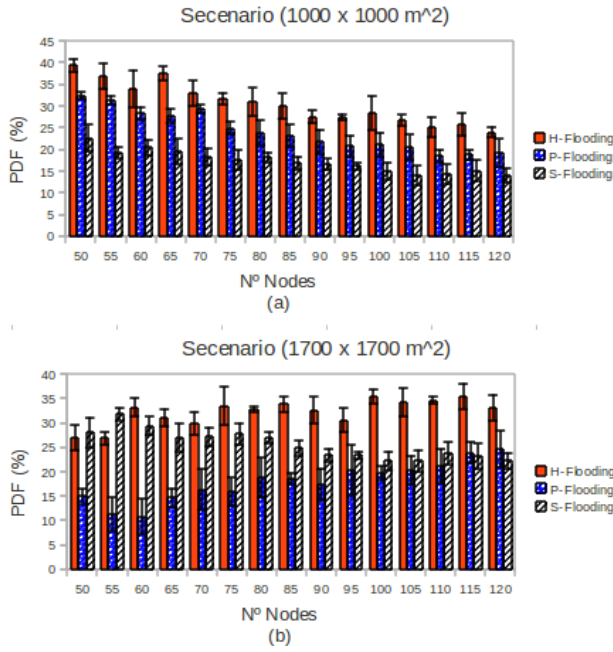 Secenario (1000 x 1000 m^2)
45
40
35
30
25
20
15
10
5
0
PDF (%)
50 55 60 65 70 75 80 85 90 95 100 105 110 115 120
Nº Nodes
(a)
H-Flooding
P-Flooding
S-Flooding
Secenario (1700 x 1700 m^2)
40
35
30
25
20
15
10
5
0
PDF (%)
50 55 60 65 70 75 80 85 90 95 100 105 110 115 120
Nº Nodes
(b)
H-Flooding
P-Flooding
S-Flooding